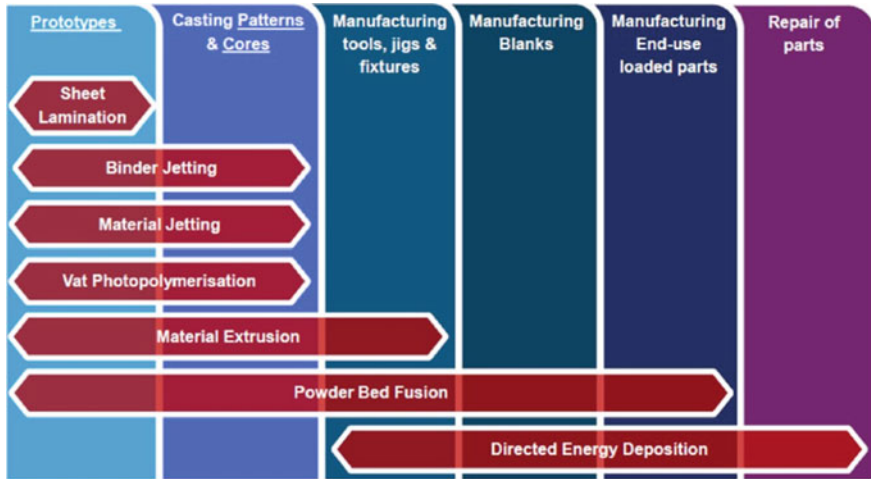 Prototypes
Casting Patterns
& Cores
Manufacturing
tools, jigs &
fixtures
Manufacturing
Blanks
Manufacturing
End-use
loaded parts
Repair of
parts
Sheet
Lamination
Binder Jetting
Material Jetting
Vat Photopolymerisation
Material Extrusion
Powder Bed Fusion
Directed Energy Deposition